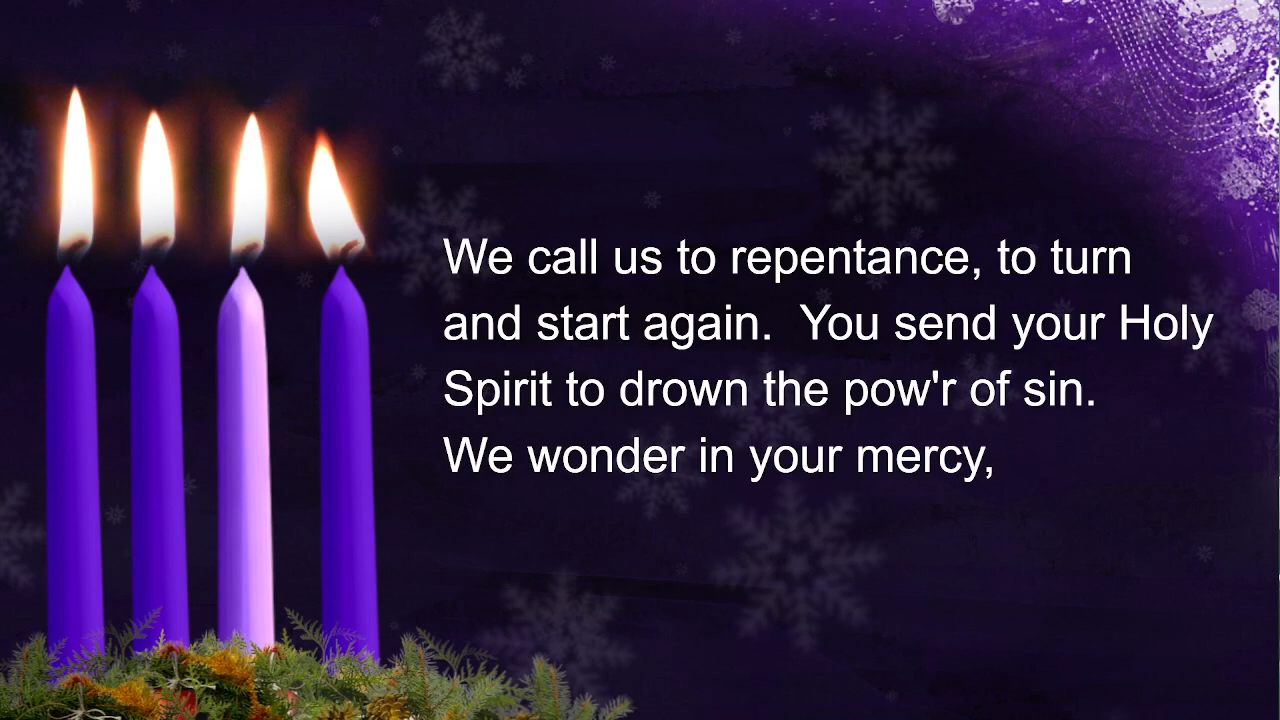 We call us to repentance, to turn
and start again.  You send your Holy
Spirit to drown the pow'r of sin.
We wonder in your mercy,